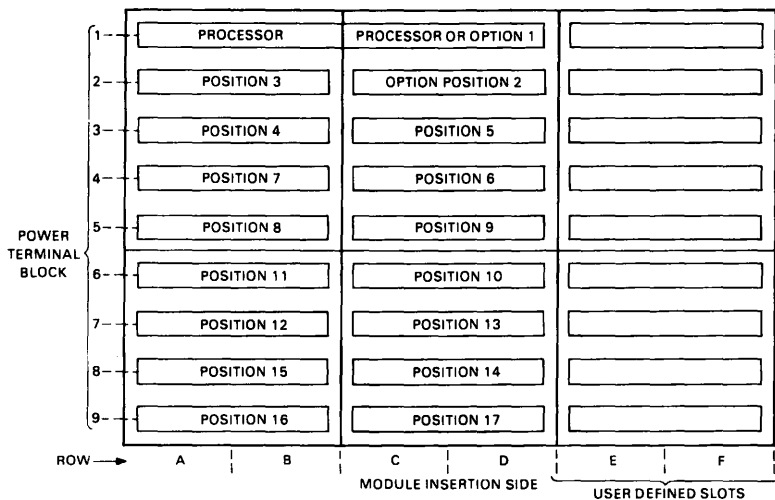 1 PROCESSOR PROCESSOR OR OPTION 1
2 POSITION 3 OPTION POSITION 2
3 POSITION 4 POSITION 5
4 POSITION 7 POSITION 6
5 POSITION 8 POSITION 9
POWER
TERMINAL
BLOCK
6 POSITION 11 POSITION 10
7 POSITION 12 POSITION 13
8 POSITION 15 POSITION 14
9 POSITION 16 POSITION 17
ROW A B C D E F
MODULE INSERTION SIDE
USER DEFINED SLOTS